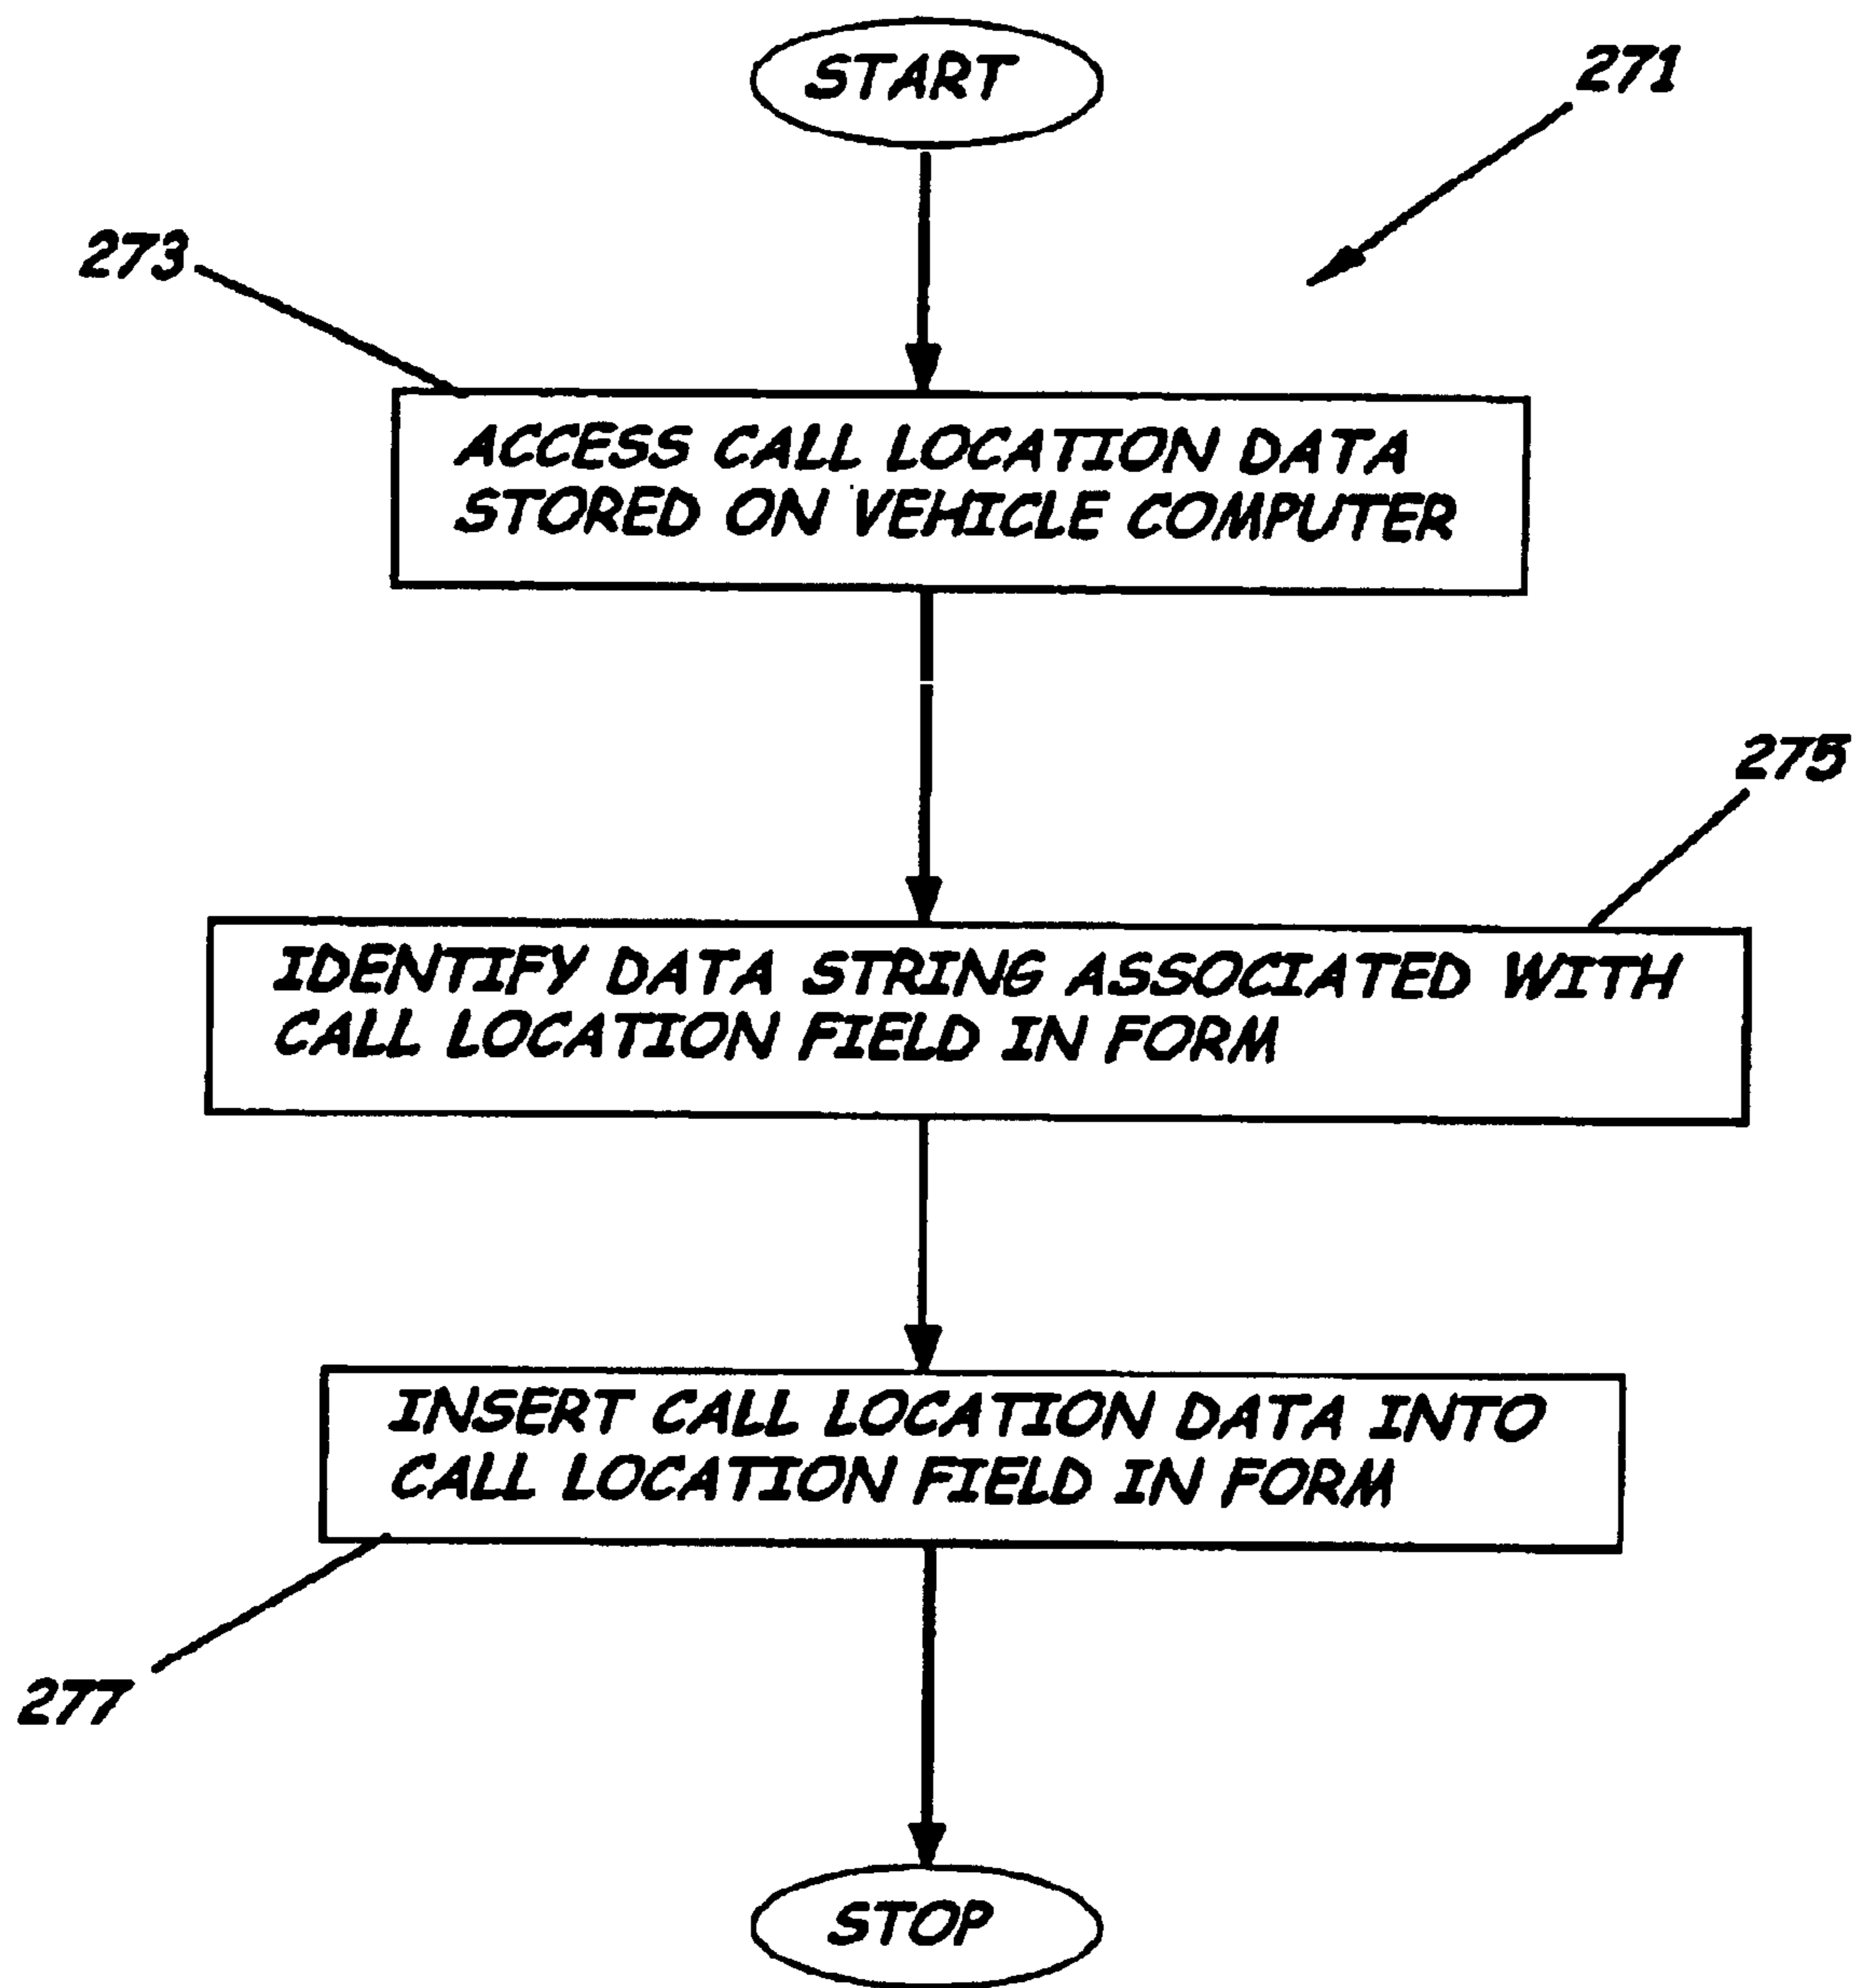 START
271
273
ACCESS CALL LOCATION DATA
STORED ON VEHICLE COMPUTER
275
IDENTIFY DATA STRING ASSOCIATED WITH
CALL LOCATION FIELD IN FORM
INSERT CALL LOCATION DATA INTO
CALL LOCATION FIELD IN FORM
277
STOP